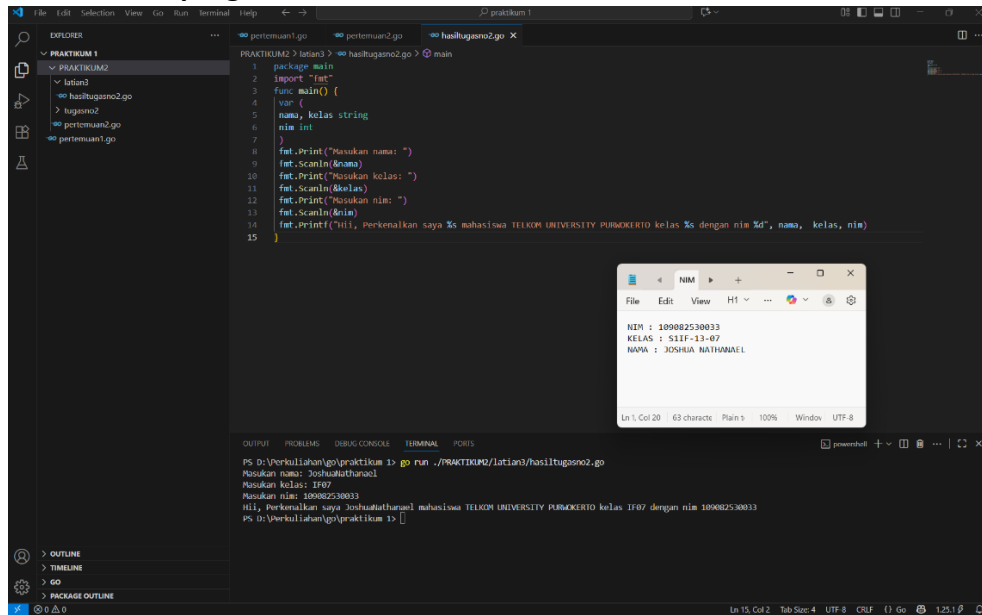 File Edit Selection View Go Run Terminal Help
praktikum 1
EXPLORER
PRAKTIKUM 1
PRAKTIKUM2
latian3
hasiltugasno2.go
tugasno2
pertemuan2.go
pertemuan1.go
OUTLINE
TIMELINE
GO
PACKAGE OUTLINE
pertemuan1.go pertemuan2.go hasiltugasno2.go
PRAKTIKUM2 > latian3 > hasiltugasno2.go > main
1 package main
2 import "fmt"
3 func main() {
4 var (
5 nama, kelas string
6 nim int
7 )
8 fmt.Print("Masukan nama: ")
9 fmt.Scanln(&nama)
10 fmt.Print("Masukan kelas: ")
11 fmt.Scanln(&kelas)
12 fmt.Print("Masukan nim: ")
13 fmt.Scanln(&nim)
14 fmt.Printf("Hii, Perkenalkan saya %s mahasiswa TELKOM UNIVERSITY PURWOKERTO kelas %s dengan nim %d", nama, kelas, nim)
15 }
NIM
File Edit View H1
NIM : 109082530033
KELAS : S1IF-13-07
NAMA : JOSHUA NATHANAEL
Ln 1, Col 20 63 characte Plain t 100% Window UTF-8
OUTPUT PROBLEMS DEBUG CONSOLE TERMINAL PORTS
powershell
PS D:\Perkuliahan\go\praktikum 1> go run ./PRAKTIKUM2/latian3/hasiltugasno2.go
Masukan nama: JoshuaNathanael
Masukan kelas: IF07
Masukan nim: 109082530033
Hii, Perkenalkan saya JoshuaNathanael mahasiswa TELKOM UNIVERSITY PURWOKERTO kelas IF07 dengan nim 109082530033
PS D:\Perkuliahan\go\praktikum 1>
0 0 Ln 15, Col 2 Tab Size: 4 UTF-8 CRLF {} Go 1.25.1